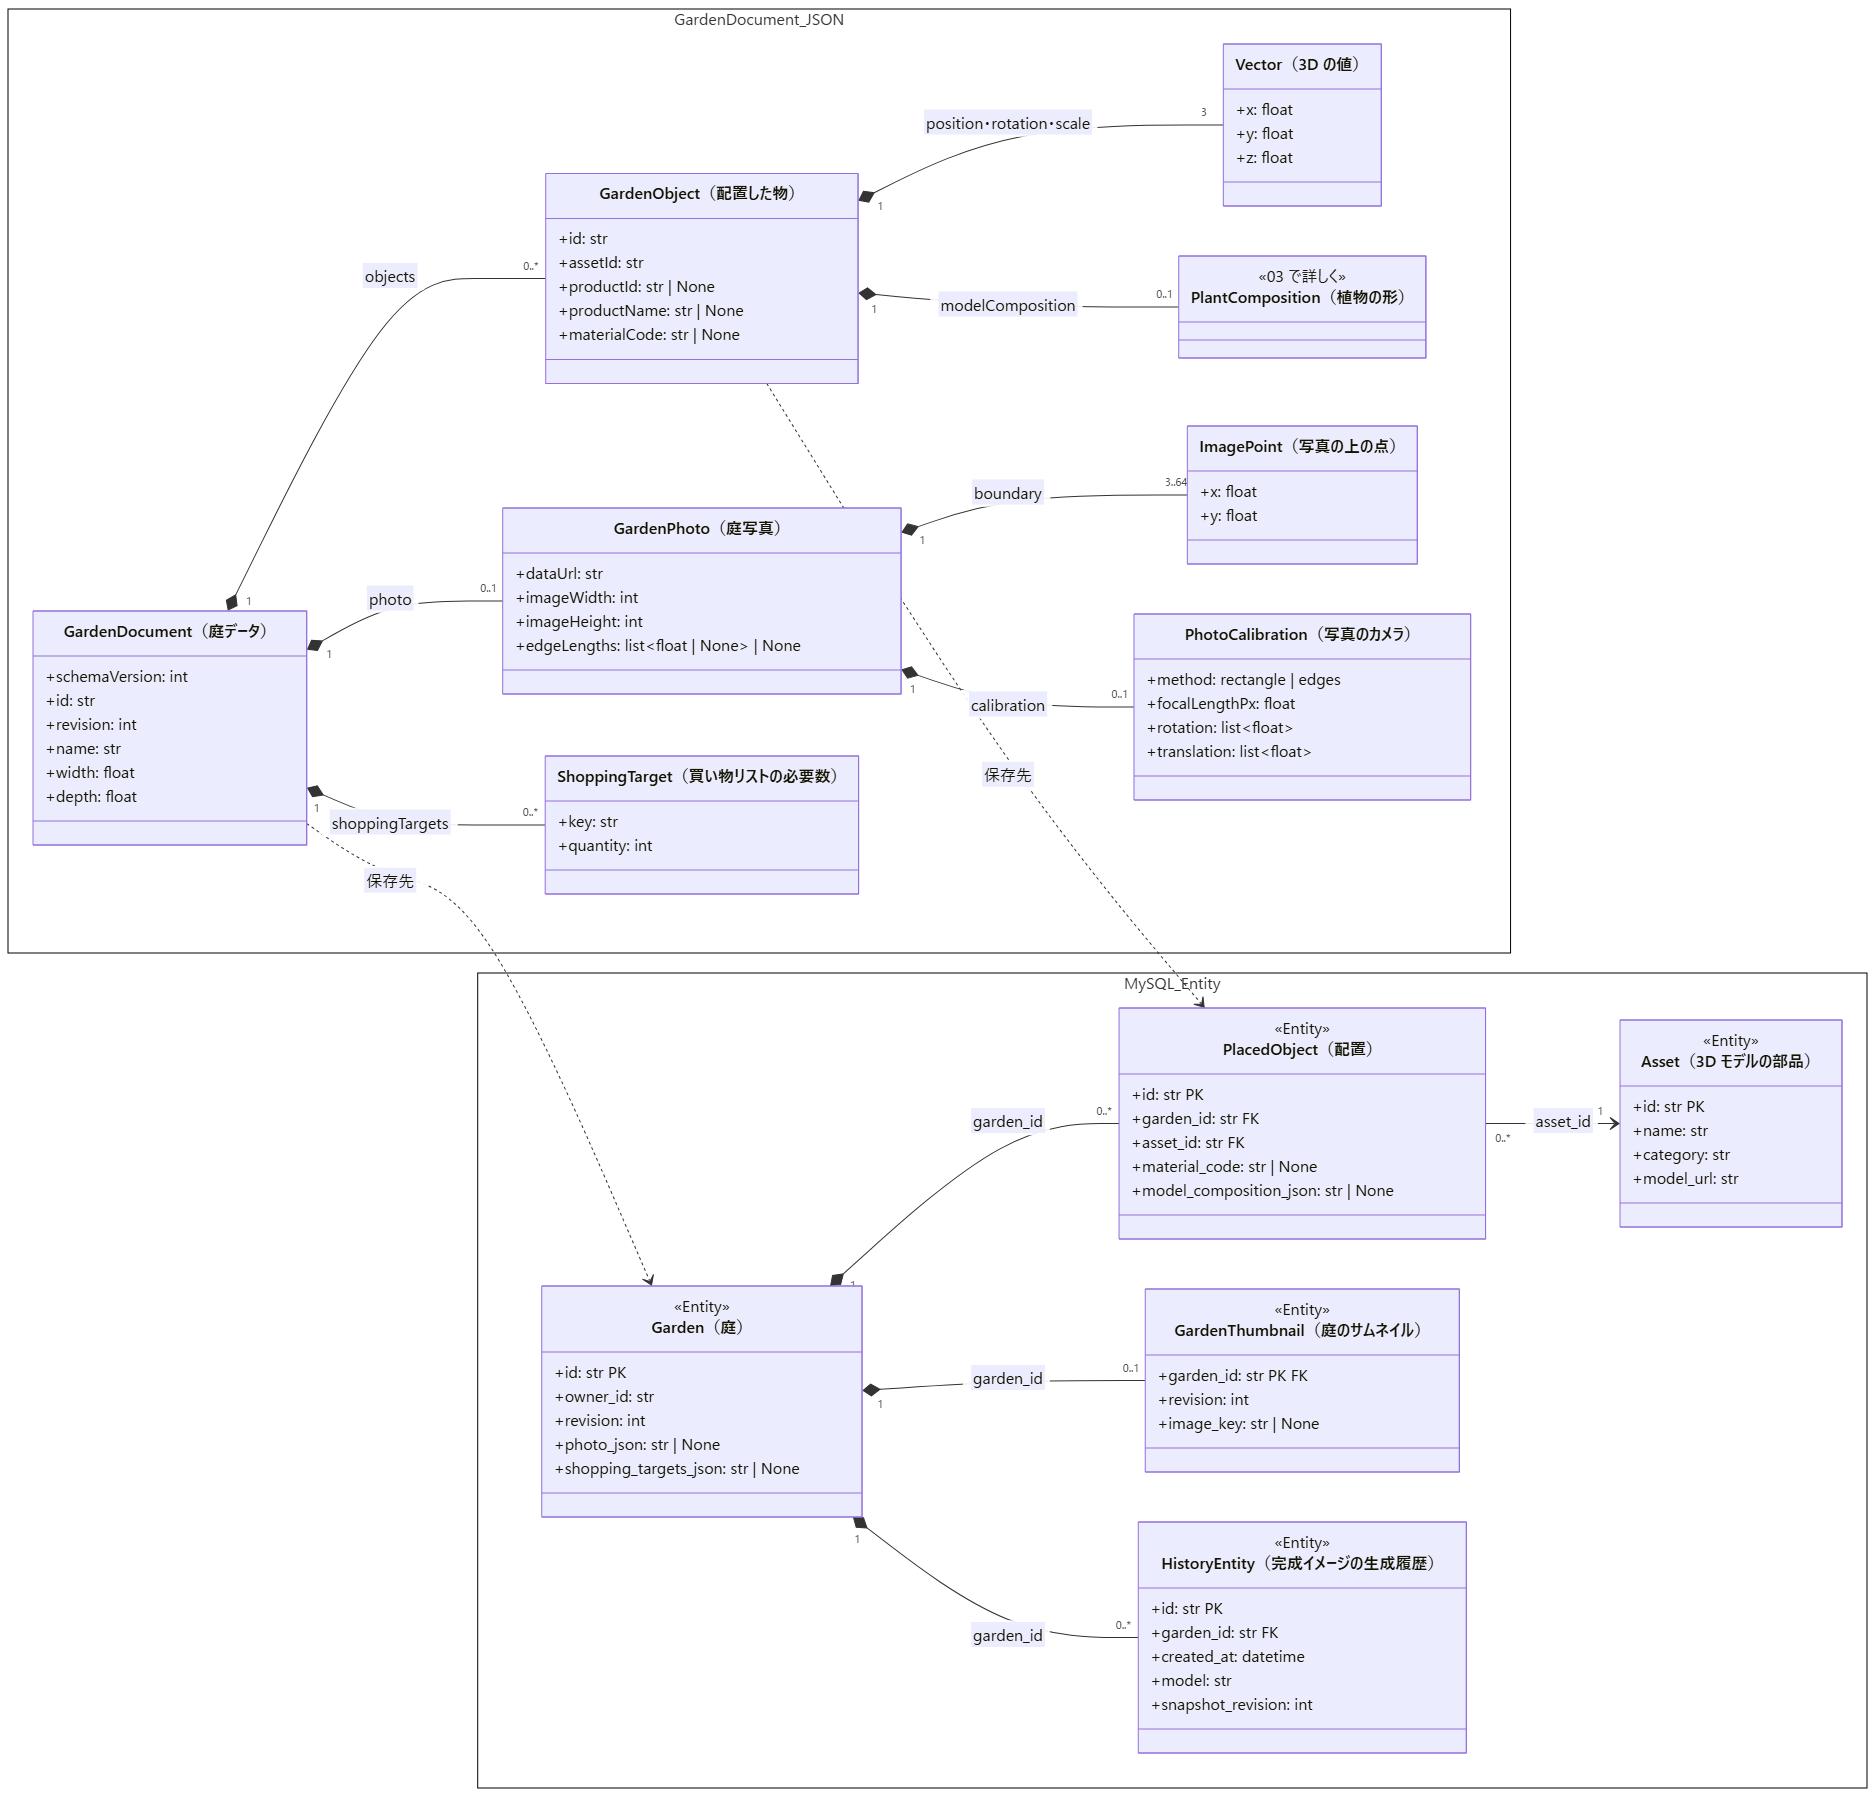 GardenDocument_JSON
Vector（3D の値）
+x: float
+y: float
+z: float
position・rotation・scale
3
1
GardenObject（配置した物）
+id: str
+assetId: str
+productId: str | None
+productName: str | None
+materialCode: str | None
objects
0..*
1
modelComposition
0..1
1
«03 で詳しく»
PlantComposition（植物の形）
ImagePoint（写真の上の点）
+x: float
+y: float
boundary
3..64
1
GardenPhoto（庭写真）
+dataUrl: str
+imageWidth: int
+imageHeight: int
+edgeLengths: list<float | None> | None
photo
0..1
1
GardenDocument（庭データ）
+schemaVersion: int
+id: str
+revision: int
+name: str
+width: float
+depth: float
calibration
0..1
1
PhotoCalibration（写真のカメラ）
+method: rectangle | edges
+focalLengthPx: float
+rotation: list<float>
+translation: list<float>
保存先
ShoppingTarget（買い物リストの必要数）
+key: str
+quantity: int
shoppingTargets
0..*
1
保存先
MySQL_Entity
«Entity»
PlacedObject（配置）
+id: str PK
+garden_id: str FK
+asset_id: str FK
+material_code: str | None
+model_composition_json: str | None
asset_id
1
0..*
«Entity»
Asset（3D モデルの部品）
+id: str PK
+name: str
+category: str
+model_url: str
garden_id
0..*
1
«Entity»
Garden（庭）
+id: str PK
+owner_id: str
+revision: int
+photo_json: str | None
+shopping_targets_json: str | None
garden_id
0..1
1
«Entity»
GardenThumbnail（庭のサムネイル）
+garden_id: str PK FK
+revision: int
+image_key: str | None
garden_id
0..*
1
«Entity»
HistoryEntity（完成イメージの生成履歴）
+id: str PK
+garden_id: str FK
+created_at: datetime
+model: str
+snapshot_revision: int